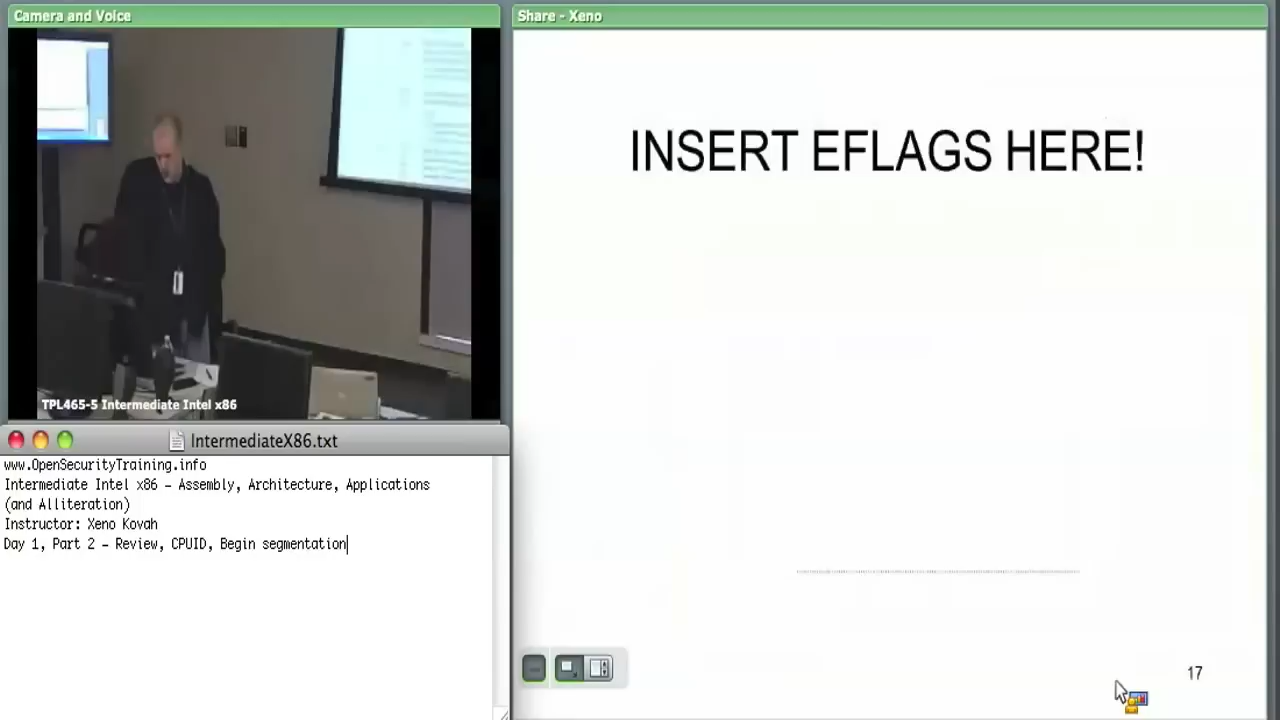 Camera and Voice
TPL465-5 Intermediate Intel x86
IntermediateX86.txt
www.OpenSecurityTraining.info
Intermediate Intel x86 – Assembly, Architecture, Applications
(and Alliteration)
Instructor: Xeno Kovah
Day 1, Part 2 – Review, CPUID, Begin segmentation
Share - Xeno
INSERT EFLAGS HERE!
17